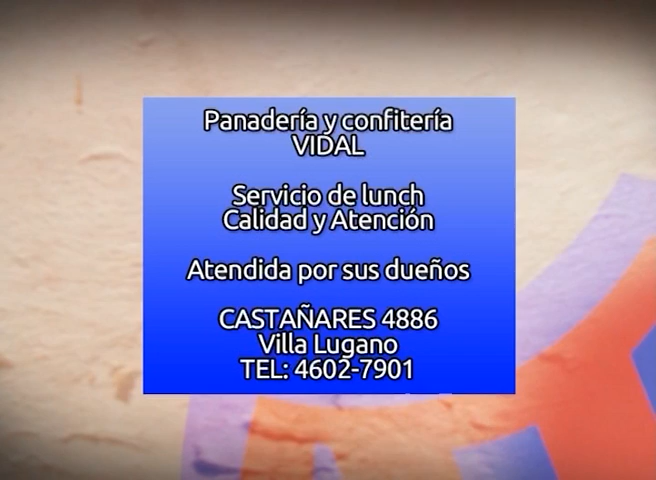 Panadería y confitería
VIDAL
Servicio de lunch
Calidad y Atención
Atendida por sus dueños
CASTAÑARES 4886
Villa Lugano
TEL: 4602-7901